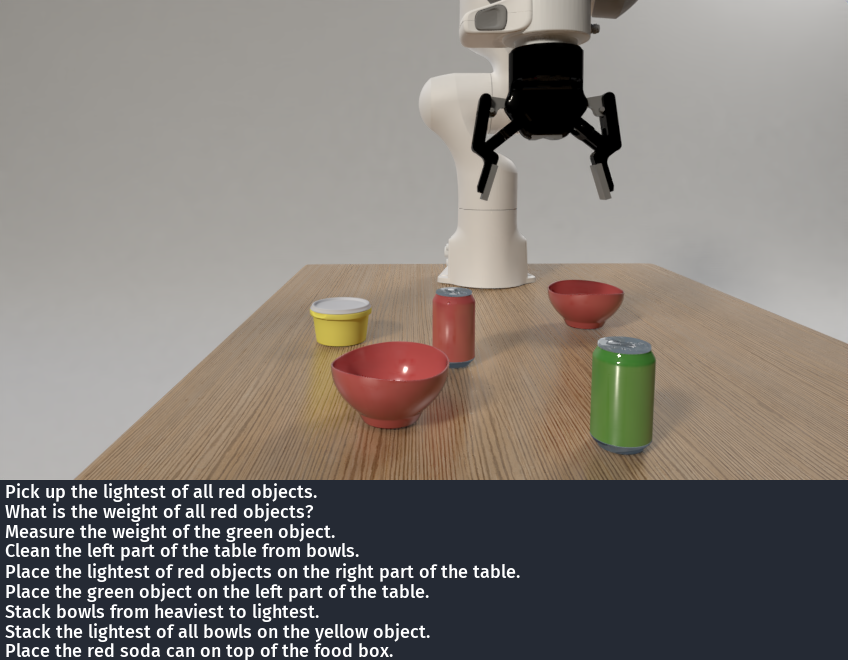 Pick up the lightest of all red objects.
What is the weight of all red objects?
Measure the weight of the green object.
Clean the left part of the table from bowls.
Place the lightest of red objects on the right part of the table.
Place the green object on the left part of the table.
Stack bowls from heaviest to lightest.
Stack the lightest of all bowls on the yellow object.
Place the red soda can on top of the food box.